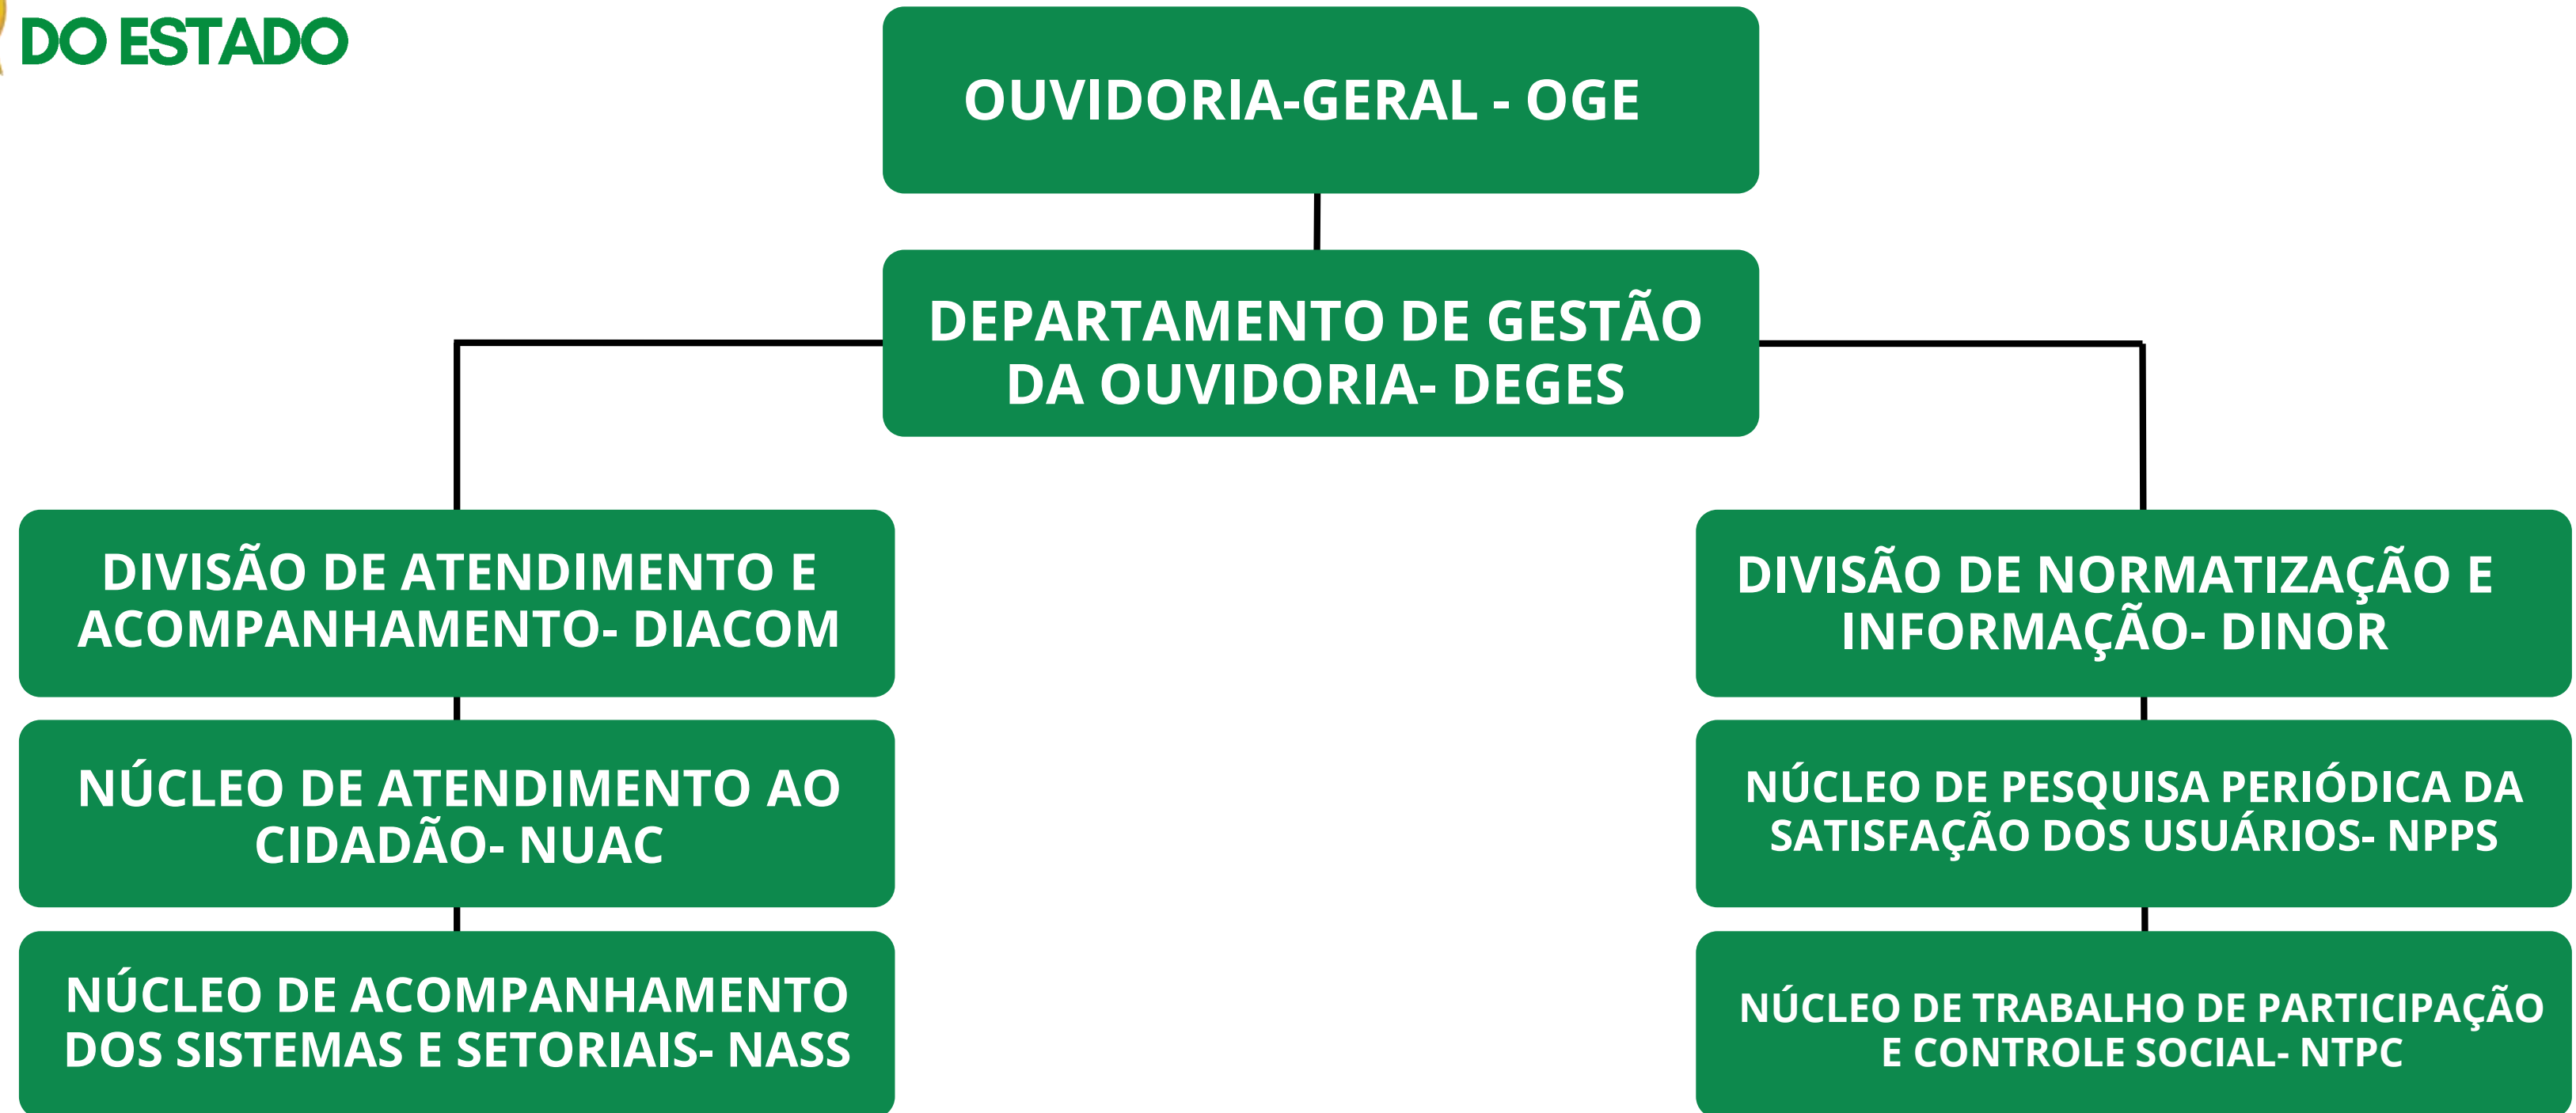 DO ESTADO
OUVIDORIA-GERAL - OGE
DEPARTAMENTO DE GESTÃO
DA OUVIDORIA- DEGES
DIVISÃO DE ATENDIMENTO E
ACOMPANHAMENTO- DIACOM
NÚCLEO DE ATENDIMENTO AO
CIDADÃO- NUAC
NÚCLEO DE ACOMPANHAMENTO
DOS SISTEMAS E SETORIAIS- NASS
DIVISÃO DE NORMATIZAÇÃO E
INFORMAÇÃO- DINOR
NÚCLEO DE PESQUISA PERIÓDICA DA
SATISFAÇÃO DOS USUÁRIOS- NPPS
NÚCLEO DE TRABALHO DE PARTICIPAÇÃO
E CONTROLE SOCIAL- NTPC